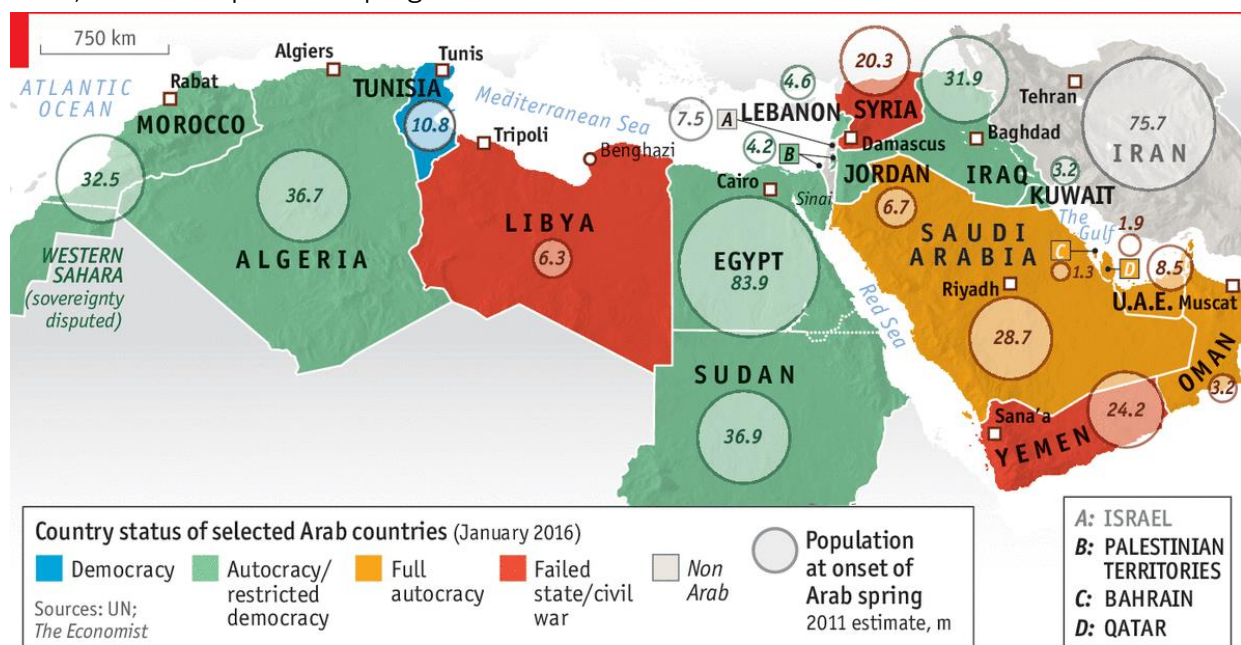 750 km
Algiers
Tunis
Rabat
ATLANTIC
OCEAN
TUNISIA
MOROCCO
10.8
Mediterranean Sea
Tripoli
Benghazi
32.5
36.7
ALGERIA
LIBYA
6.3
WESTERN
SAHARA
(sovereignty
disputed)
4.6
LEBANON
20.3
SYRIA
31.9
Tehran
75.7
IRAN
7.5
A
Damascus
Baghdad
4.2
B
Cairo
Sinai
JORDAN
6.7
IRAQ
3.2
KUWAIT
The
Gulf
EGYPT
83.9
Red Sea
SAUDI
ARABIA
Riyadh
28.7
C
1.3
1.9
D
8.5
U.A.E.
Muscat
OMAN
3.2
SUDAN
36.9
Sana'a
YEMEN
24.2
Country status of selected Arab countries (January 2016)
Democracy
Autocracy/
restricted
democracy
Full
autocracy
Failed
state/civil
war
Non
Arab
Population
at onset of
Arab spring
2011 estimate, m
Sources: UN;
The Economist
A: ISRAEL
B: PALESTINIAN
TERRITORIES
C: BAHRAIN
D: QATAR